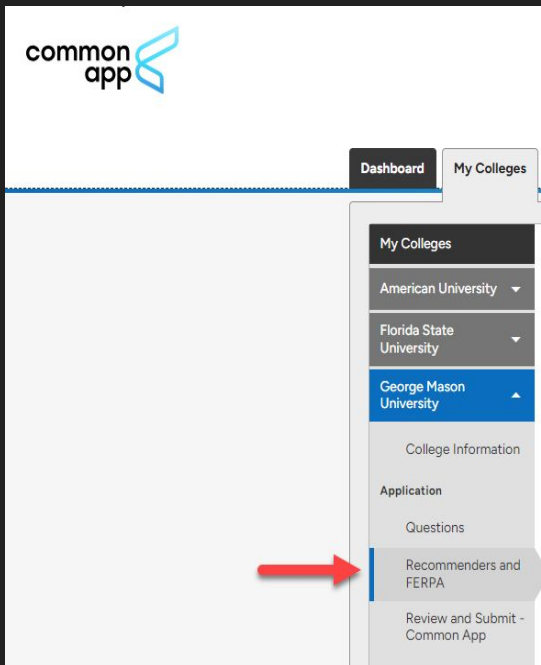 common
app
Dashboard My Colleges
My Colleges
American University
Florida State
University
George Mason
University
College Information
Application
Questions
Recommenders and
FERPA
Review and Submit -
Common App